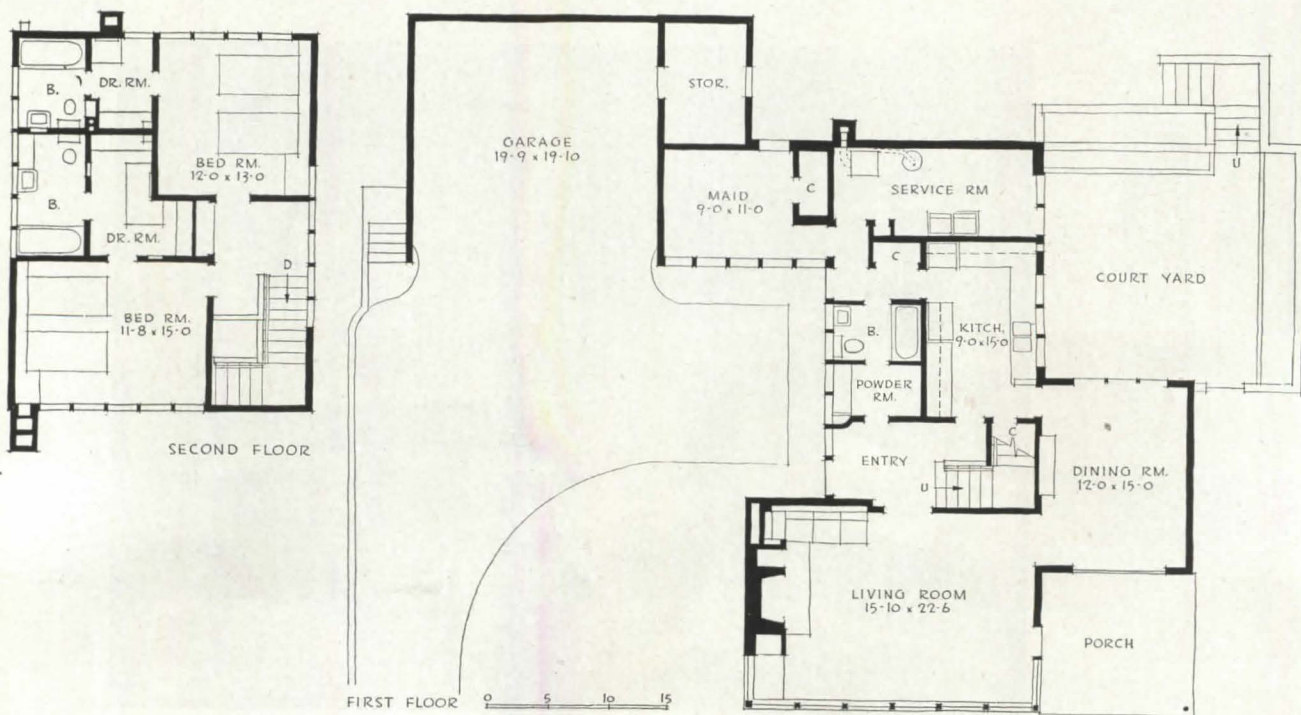 B.
DR. RM.
BED RM.
12-0 x 13-0
B.
DR. RM.
D
BED RM.
11-8 x 15-0
SECOND FLOOR
GARAGE
19-9 x 19-10
STOR.
MAID
9-0 x 11-0
C
SERVICE RM
U
COURT YARD
C
KITCH.
9-0 x 15-0
B.
POWDER
RM.
ENTRY
U
C
DINING RM.
12-0 x 15-0
LIVING ROOM
15-10 x 22-6
PORCH
FIRST FLOOR
0 5 10 15